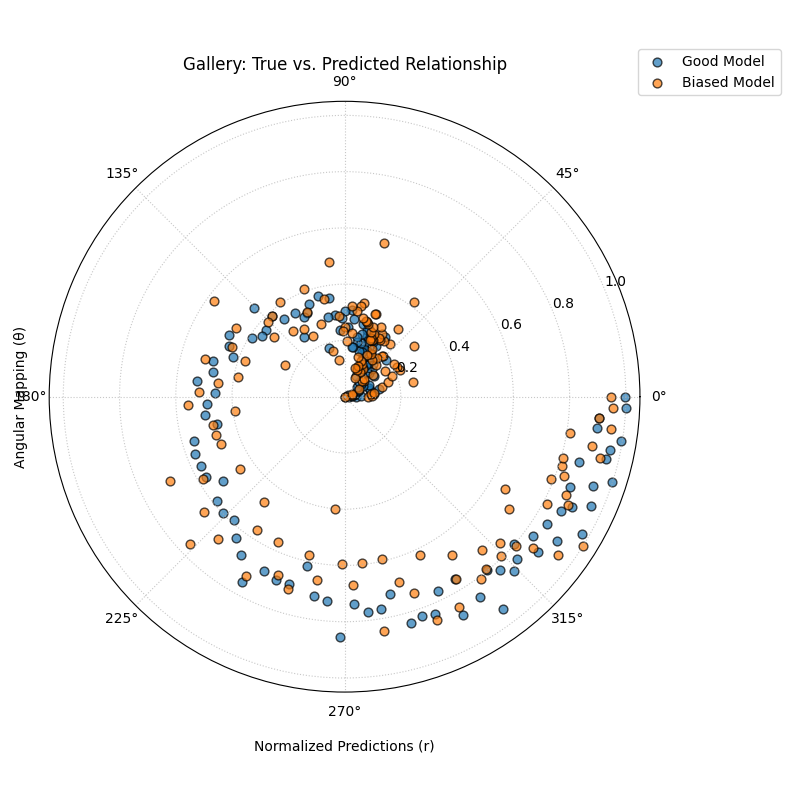 Gallery: True vs. Predicted Relationship
Good Model
Biased Model
90°
135°
45°
1.0
0.8
0.6
0.4
0.2
180°
0°
Angular Mapping (θ)
225°
315°
270°
Normalized Predictions (r)